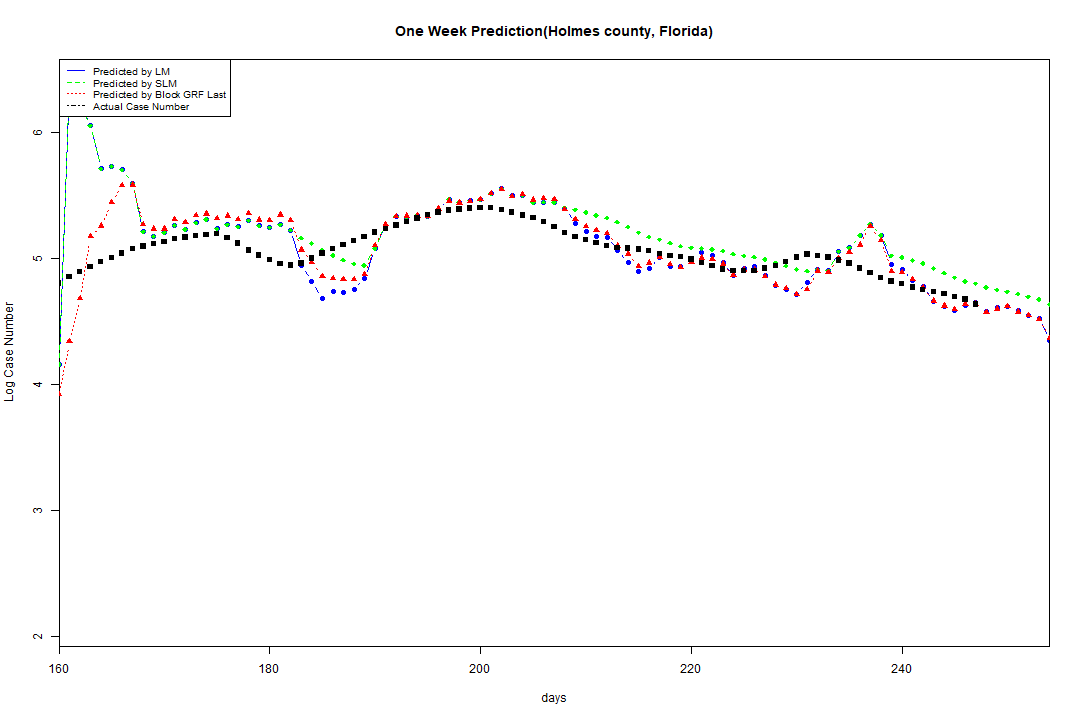 One Week Prediction(Holmes county, Florida)
Predicted by LM
Predicted by SLM
Predicted by Block GRF Last
Actual Case Number
6
5
4
3
2
Log Case Number
160 180 200 220 240
days